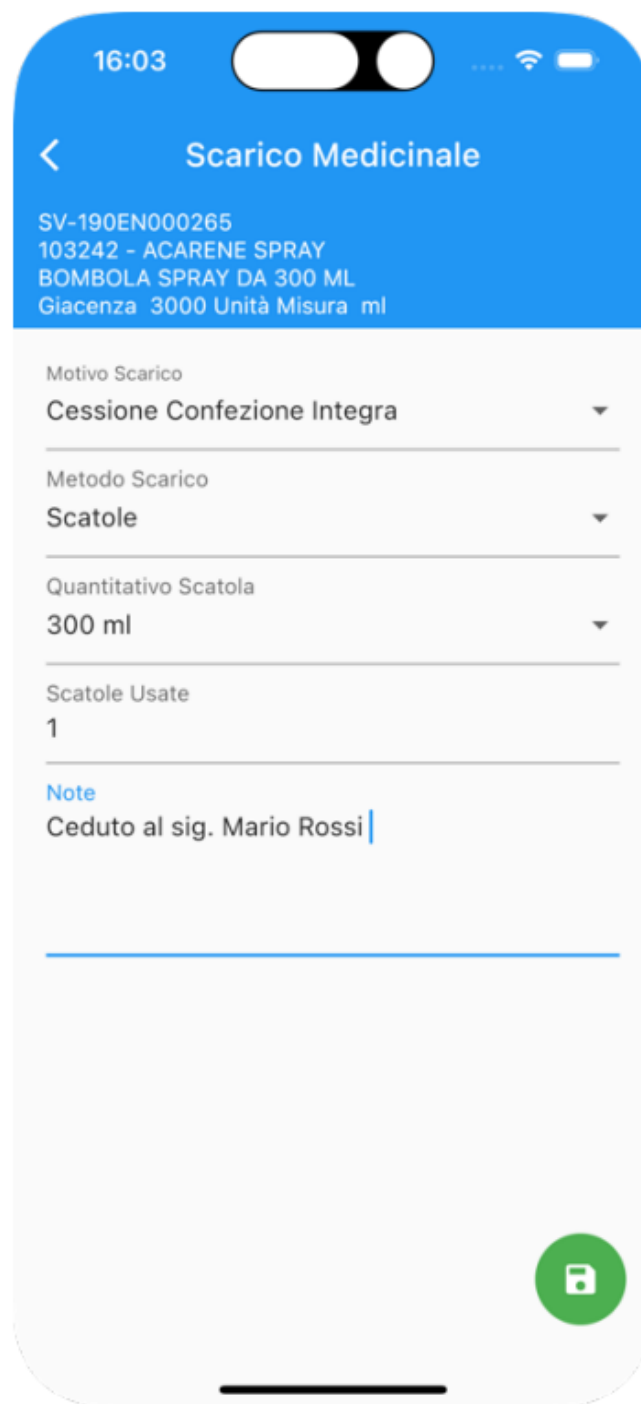 16:03
Scarico Medicinale
SV-190EN000265
103242 - ACARENE SPRAY
BOMBOLA SPRAY DA 300 ML
Giacenza 3000 Unità Misura ml
Motivo Scarico
Cessione Confezione Integra
Metodo Scarico
Scatole
Quantitativo Scatola
300 ml
Scatole Usate
1
Note
Ceduto al sig. Mario Rossi